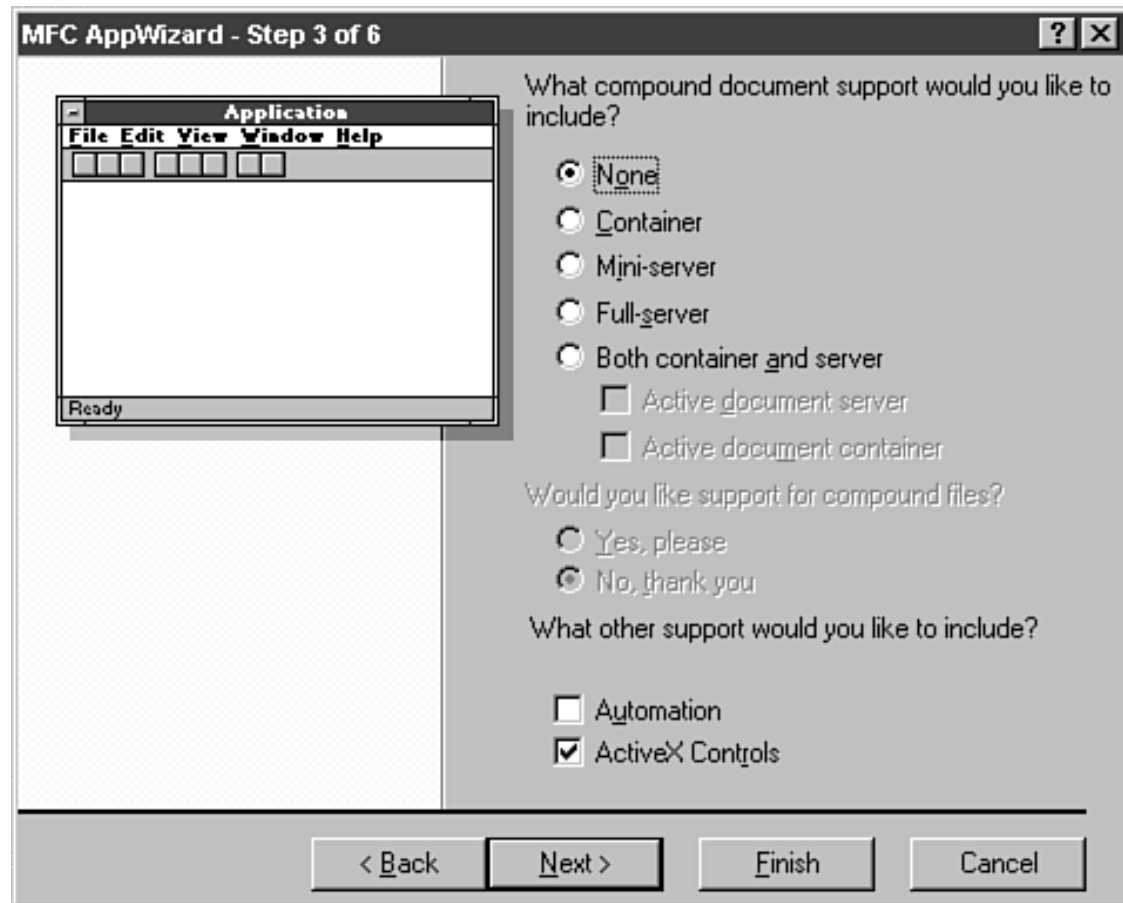 MFC AppWizard - Step 3 of 6
Application
File Edit View Window Help
Ready
What compound document support would you like to
include?
None
Container
Mini-server
Full-server
Both container and server
Active document server
Active document container
Would you like support for compound files?
Yes, please
No, thank you
What other support would you like to include?
Automation
ActiveX Controls
< Back Next > Finish Cancel